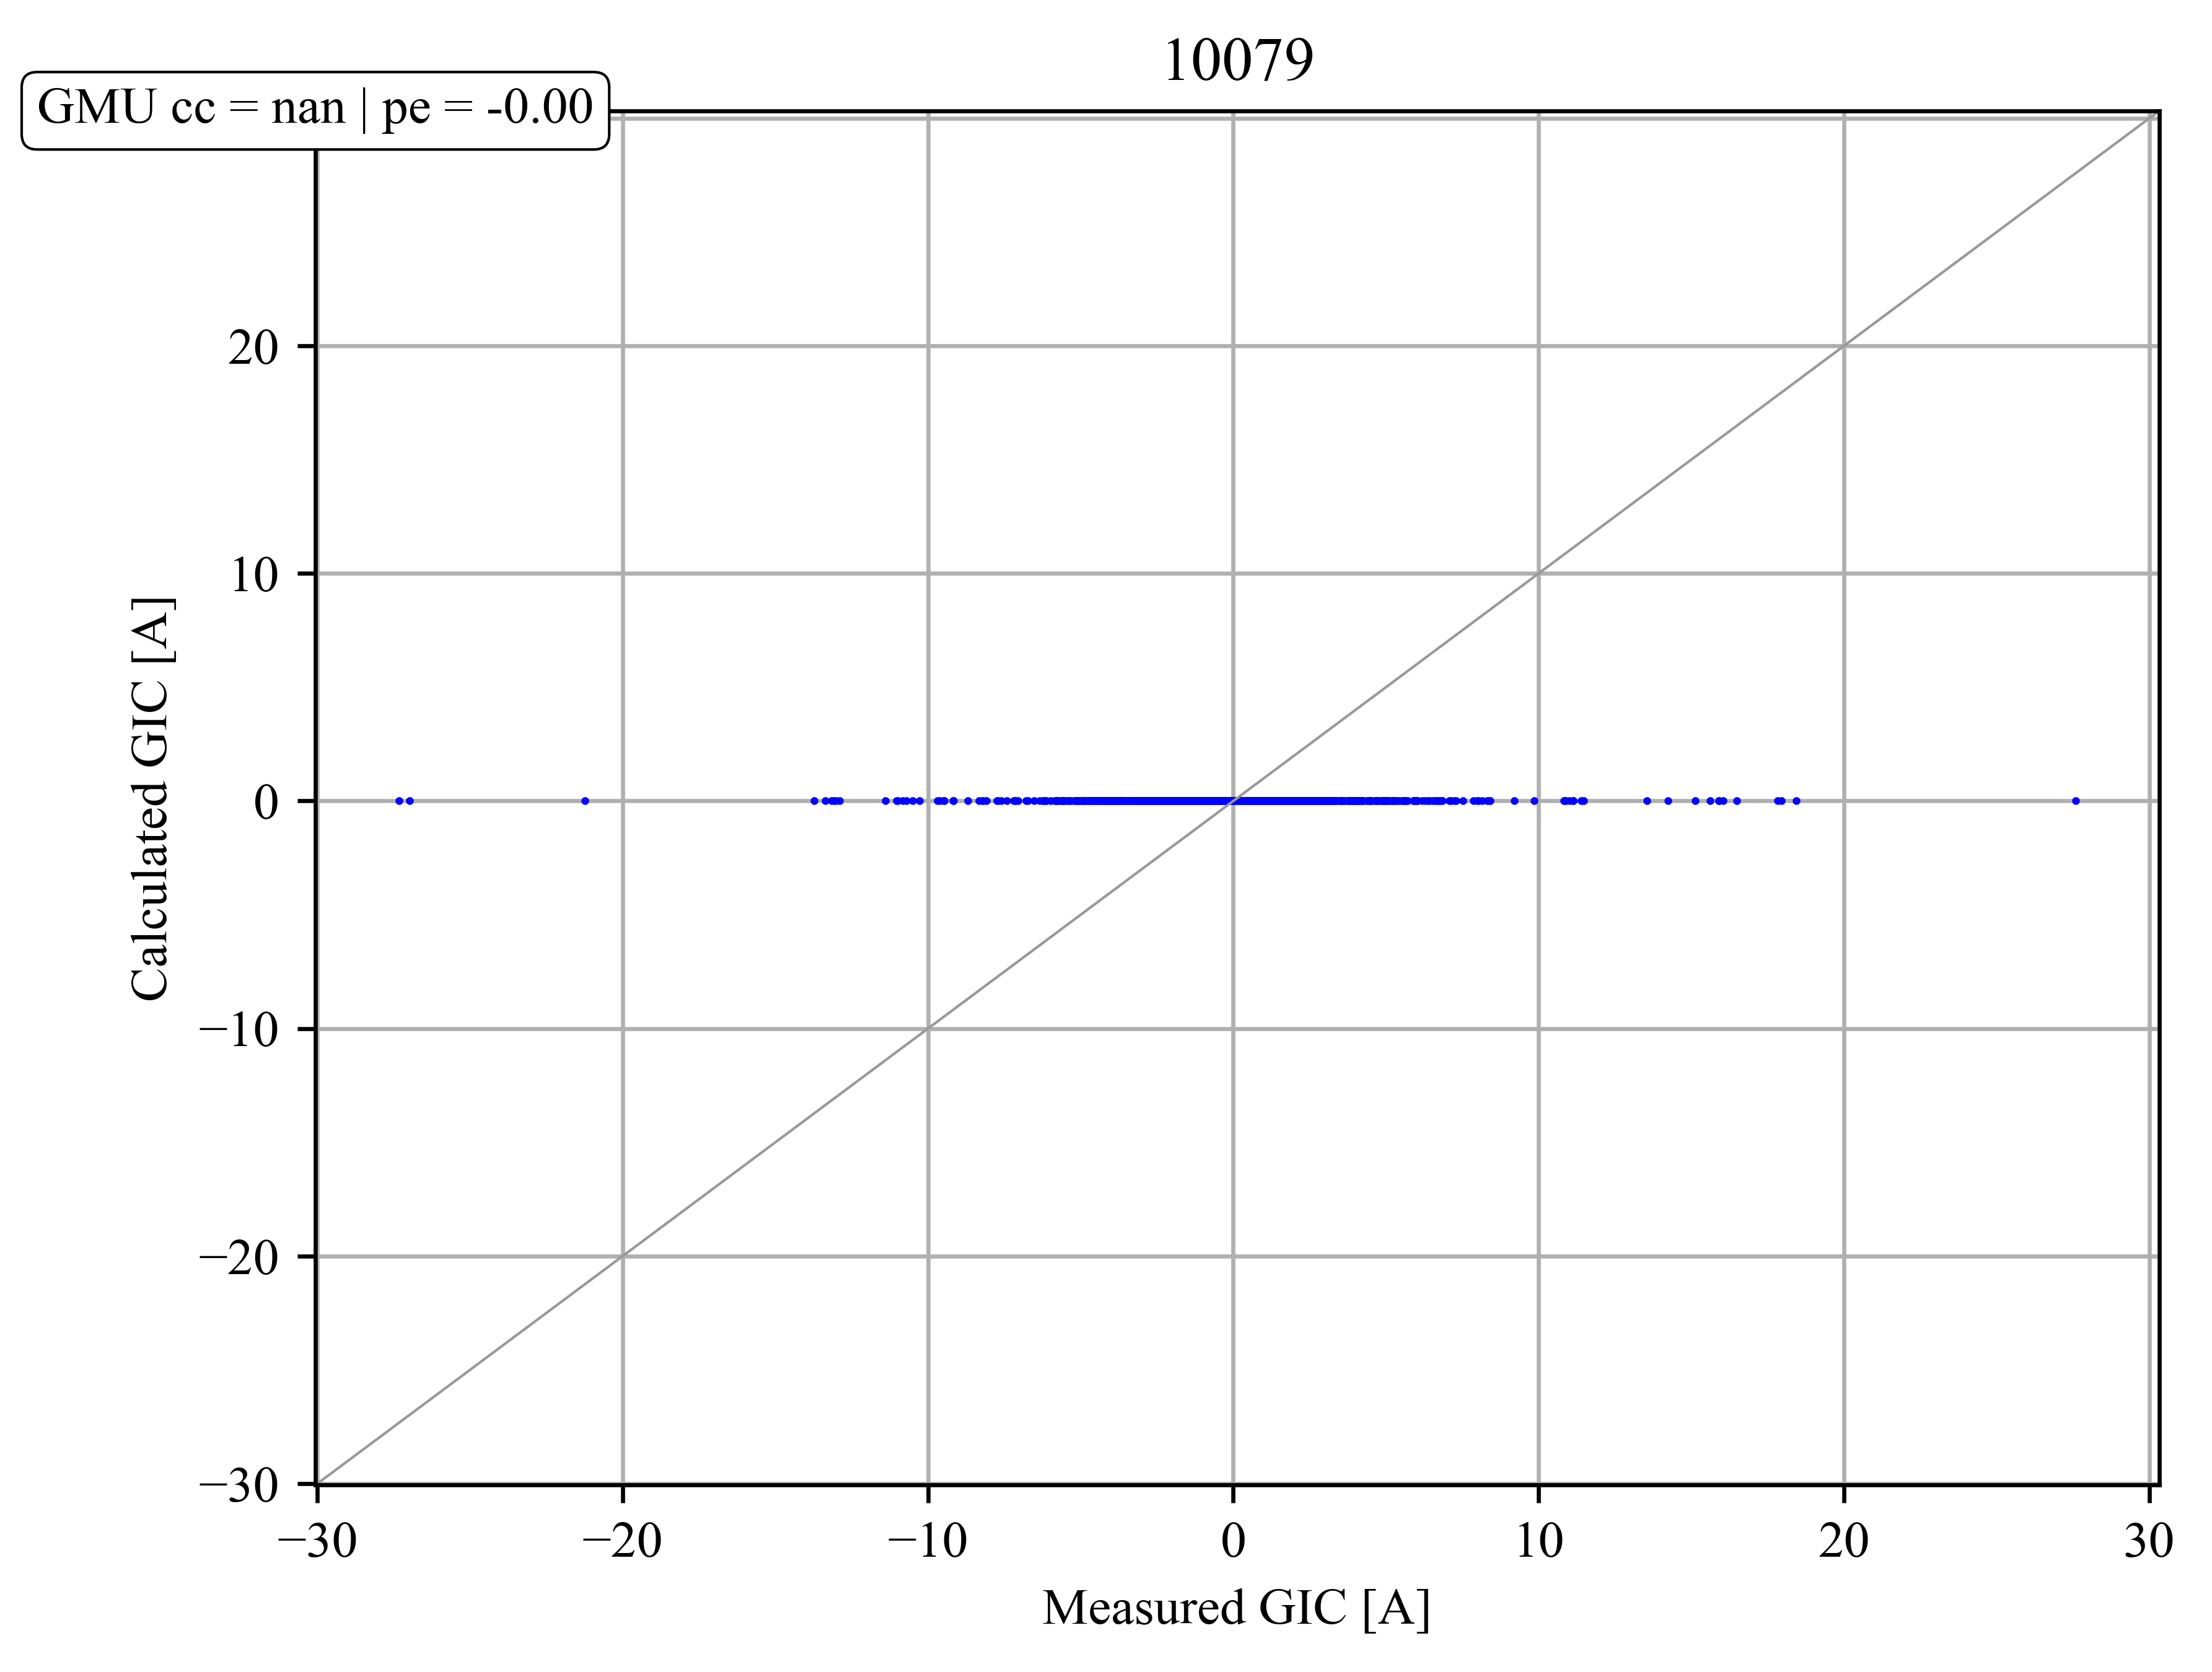 10079
GMU cc = nan | pe = -0.00
20
10
0
−10
−20
−30
Calculated GIC [A]
−30 −20 −10 0 10 20 30
Measured GIC [A]